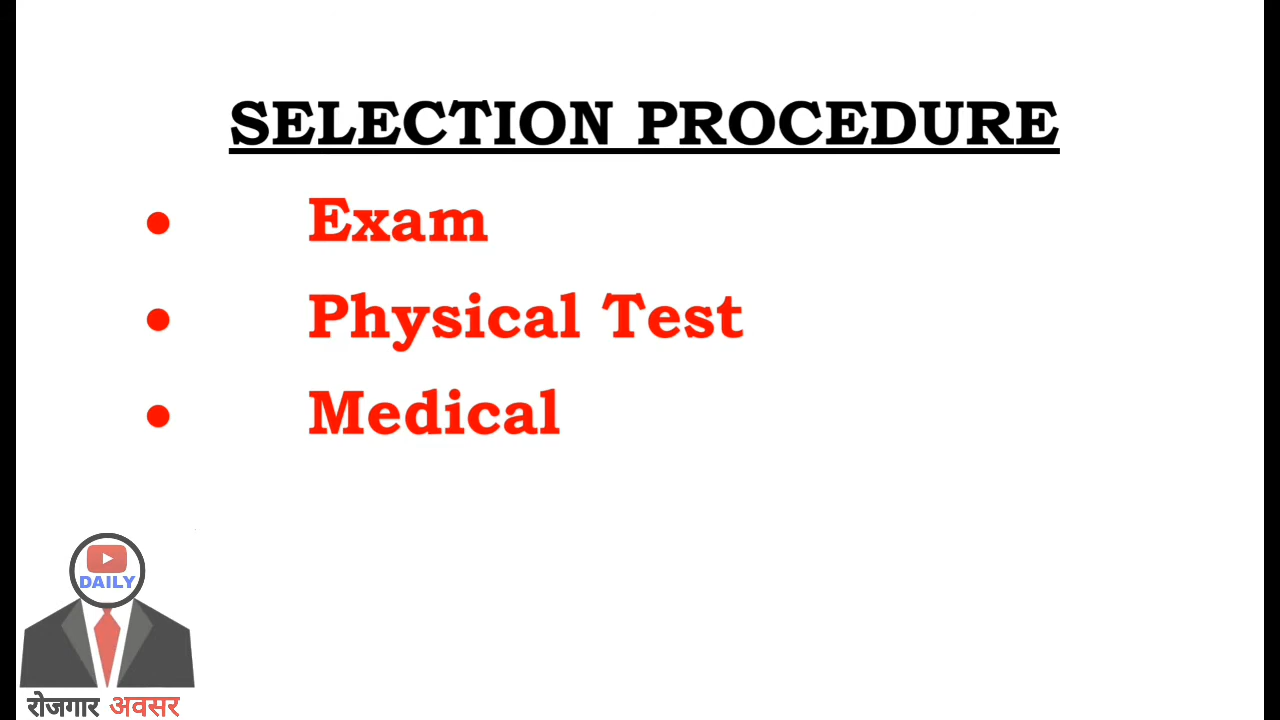 SELECTION PROCEDURE
• Exam
• Physical Test
• Medical
DAILY
रोजगार अवसर